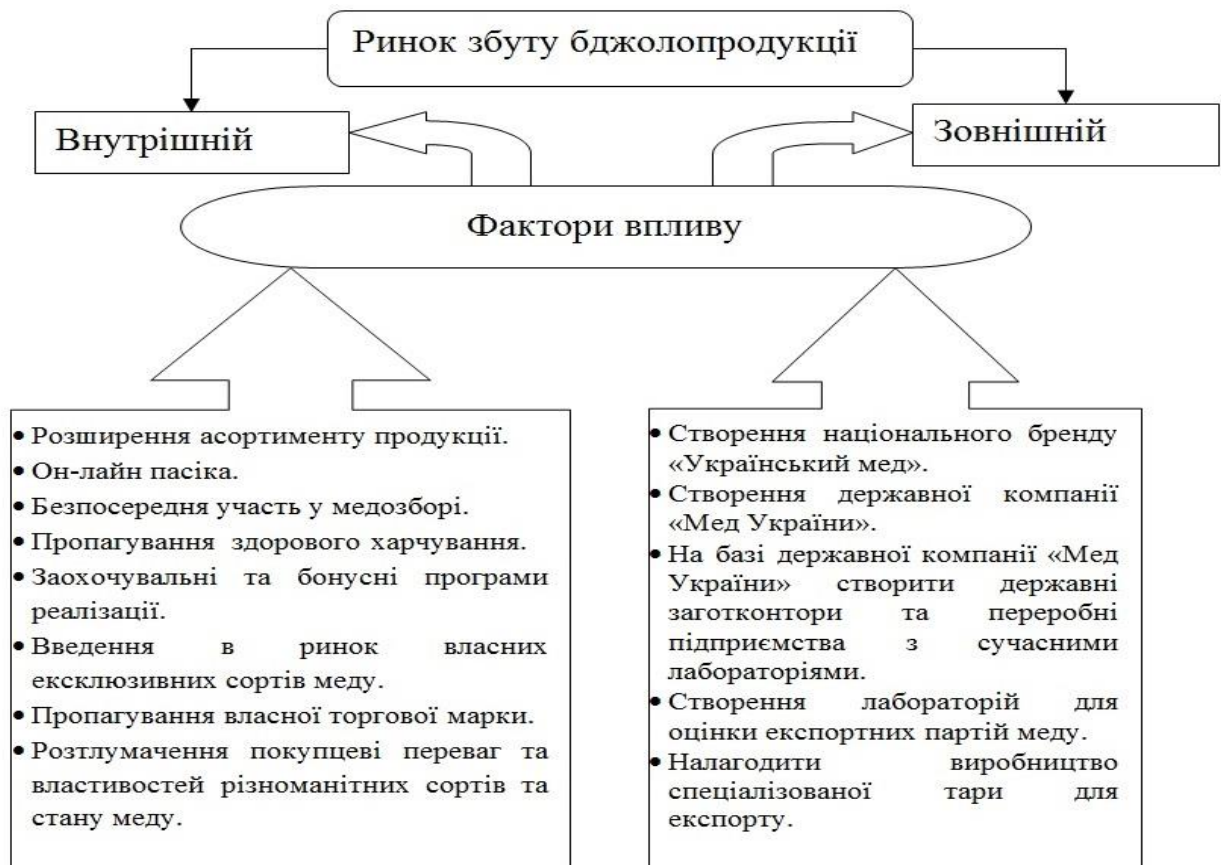 Ринок збуту бджолопродукції
Внутрішній
Зовнішній
Фактори впливу
• Розширення асортименту продукції.
• Он-лайн пасіка.
• Безпосередня участь у медозборі.
• Пропагування здорового харчування.
• Заохочувальні та бонусні програми
реалізації.
• Введення в ринок власних
ексклюзивних сортів меду.
• Пропагування власної торгової марки.
• Розтлумачення покупцеві переваг та
властивостей різноманітних сортів та
стану меду.
• Створення національного бренду
«Український мед».
• Створення державної компанії
«Мед України».
• На базі державної компанії «Мед
України» створити державні
заготконтори та переробні
підприємства з сучасними
лабораторіями.
• Створення лабораторій для
оцінки експортних партій меду.
• Налагодити виробництво
спеціалізованої тари для
експорту.